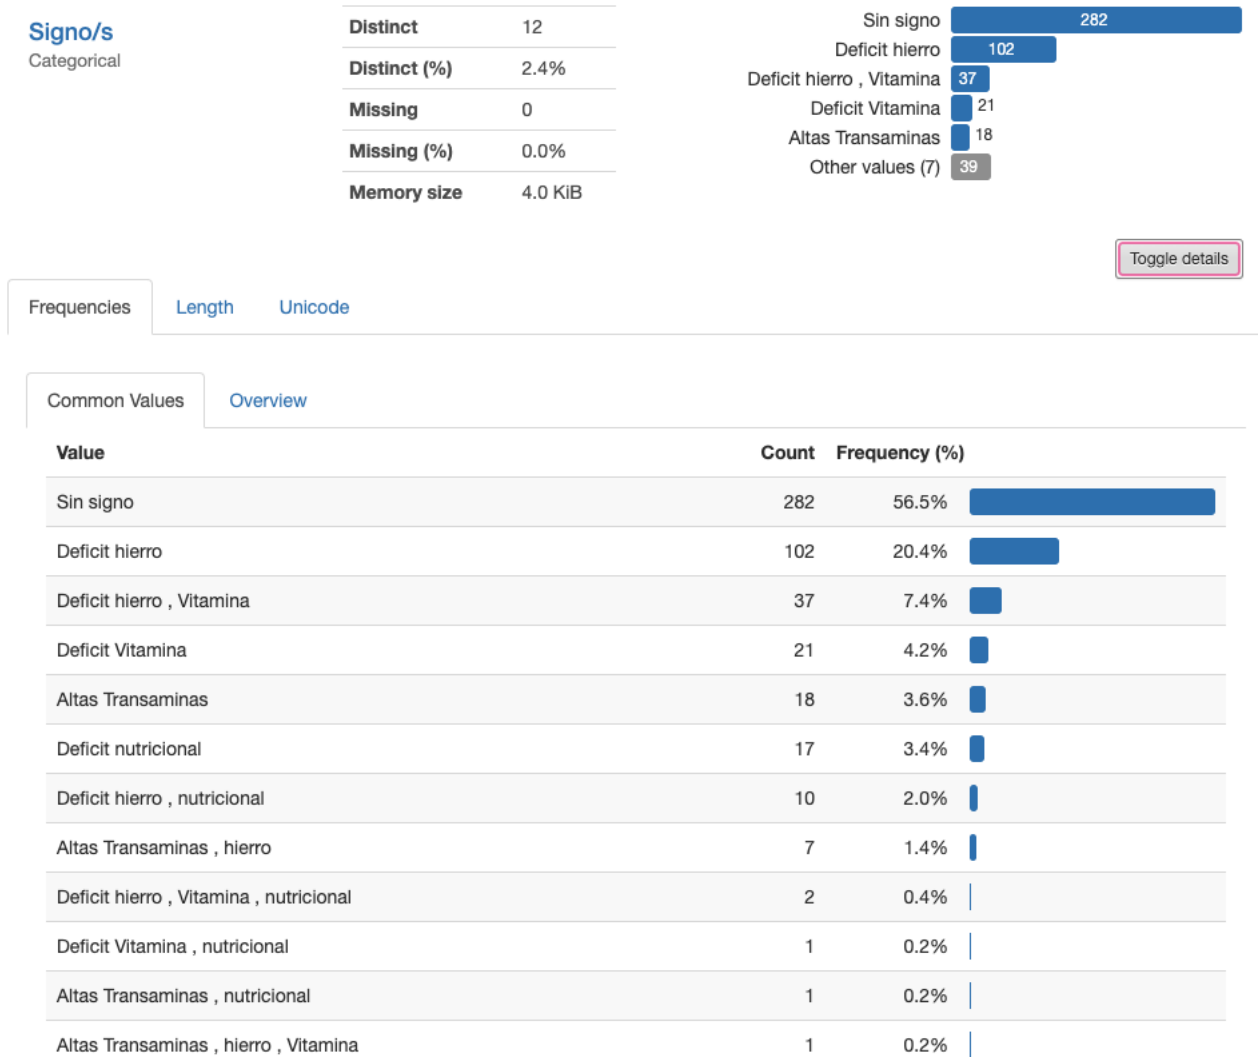 Signo/s
Categorical
Distinct 12
Distinct (%) 2.4%
Missing 0
Missing (%) 0.0%
Memory size 4.0 KiB
Sin signo 282
Deficit hierro 102
Deficit hierro , Vitamina 37
Deficit Vitamina 21
Altas Transaminas 18
Other values (7) 39
Toggle details
Frequencies Length Unicode
Common Values Overview
Value Count Frequency (%)
Sin signo 282 56.5%
Deficit hierro 102 20.4%
Deficit hierro , Vitamina 37 7.4%
Deficit Vitamina 21 4.2%
Altas Transaminas 18 3.6%
Deficit nutricional 17 3.4%
Deficit hierro , nutricional 10 2.0%
Altas Transaminas , hierro 7 1.4%
Deficit hierro , Vitamina , nutricional 2 0.4%
Deficit Vitamina , nutricional 1 0.2%
Altas Transaminas , nutricional 1 0.2%
Altas Transaminas , hierro , Vitamina 1 0.2%